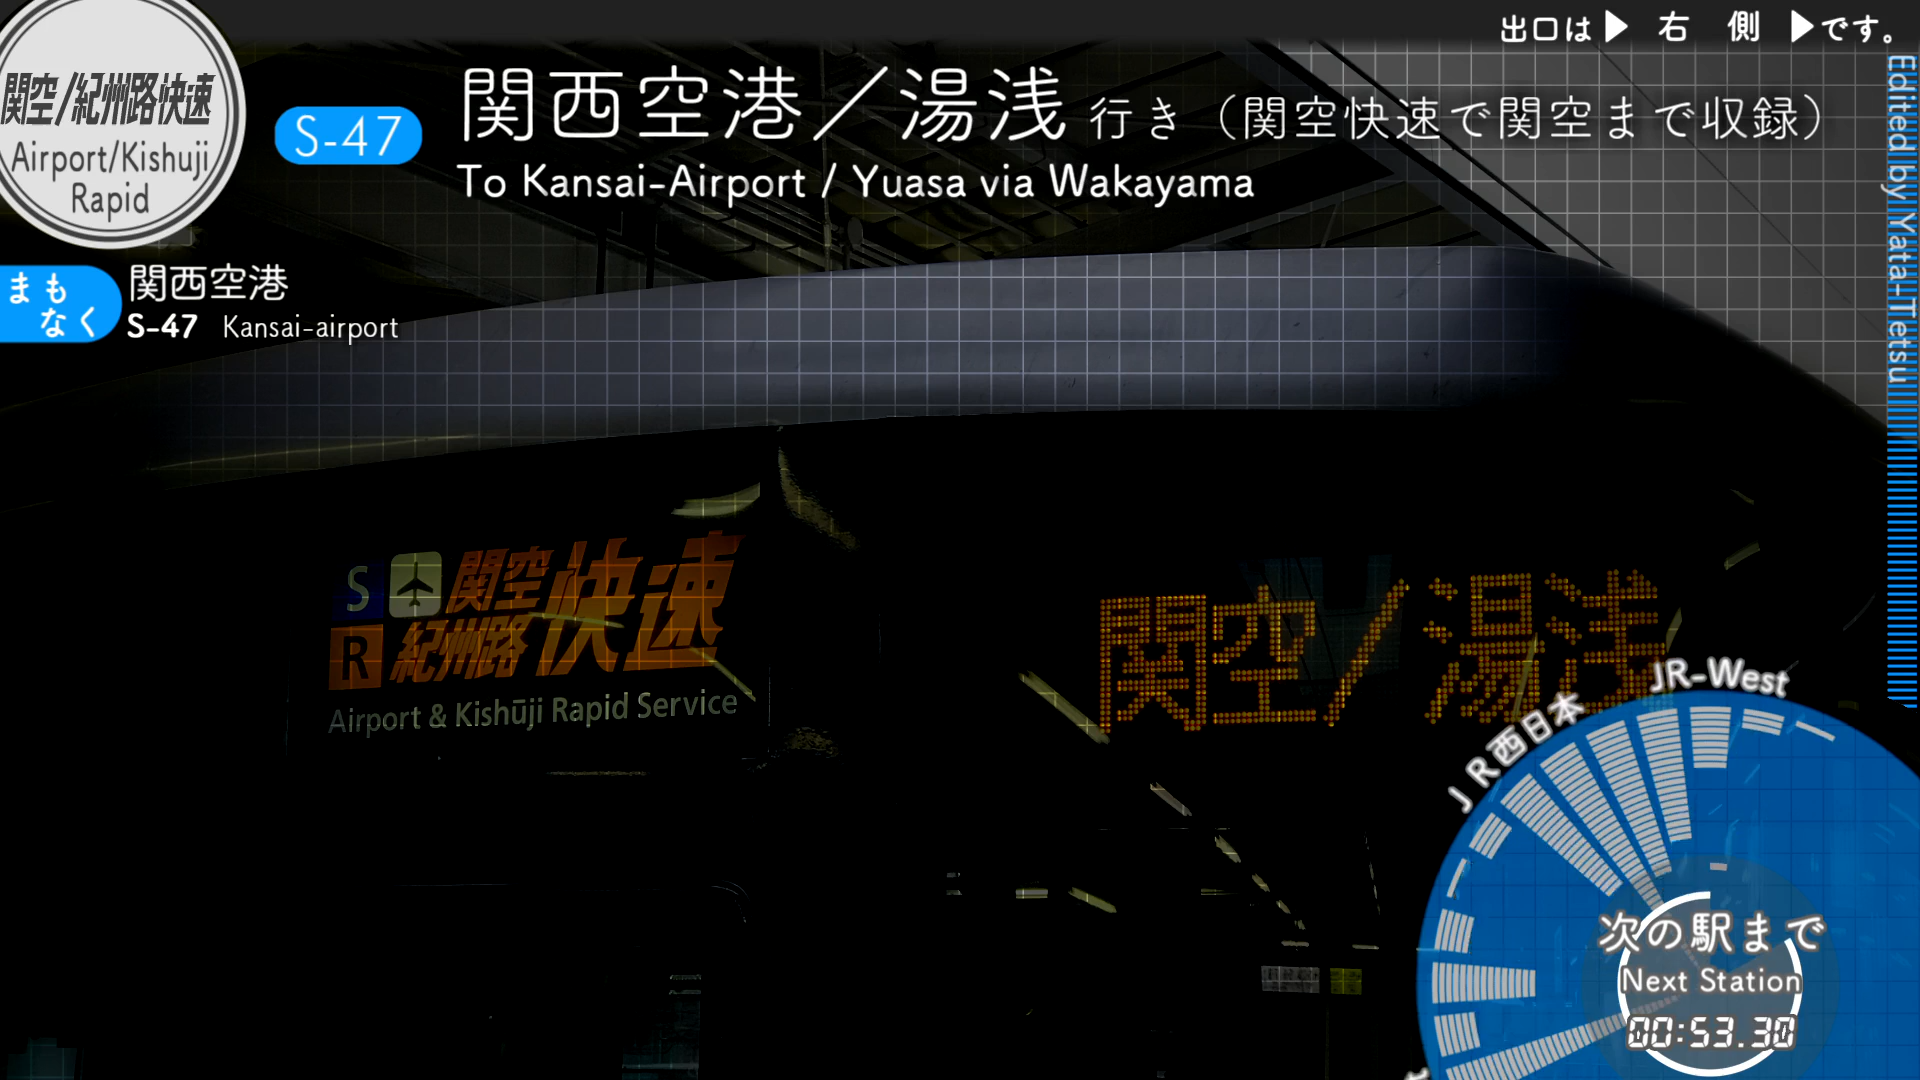 出口は▶ 右 側 ▶です。
関空/紀州路快速
Airport/Kishuji
Rapid
S-47
関西空港／湯浅 行き（関空快速で関空まで収録）
To Kansai-Airport / Yuasa via Wakayama
まもなく
関西空港
S-47 Kansai-airport
Edited by Yata-Tetsu
S
R
関空
紀州路
快速
Airport & Kishūji Rapid Service
関空/湯浅
ＪＲ西日本
JR-West
次の駅まで
Next Station
00:53.30